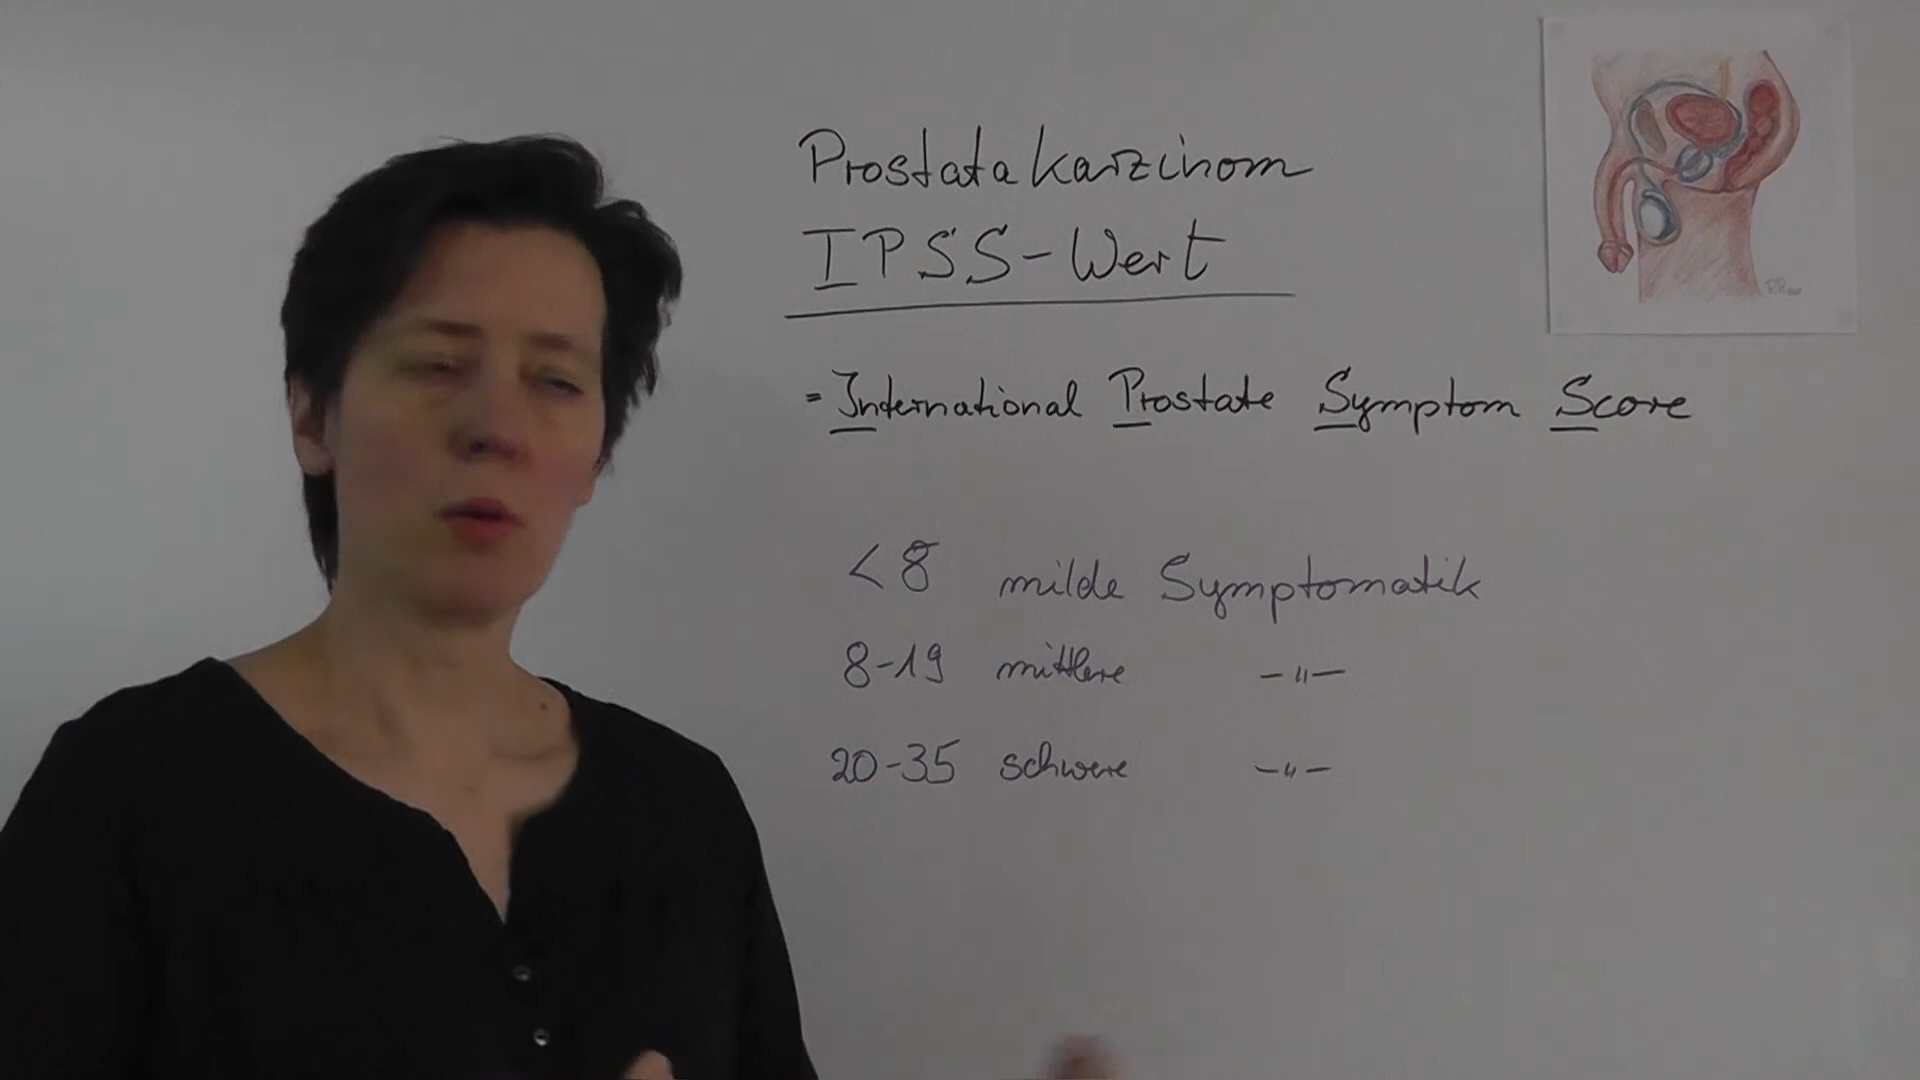 Prostatakarzinom
IPSS-Wert
= International Prostate Symptom Score
<8 milde Symptomatik
8-19 mittlere -"-
20-35 schwere -"-